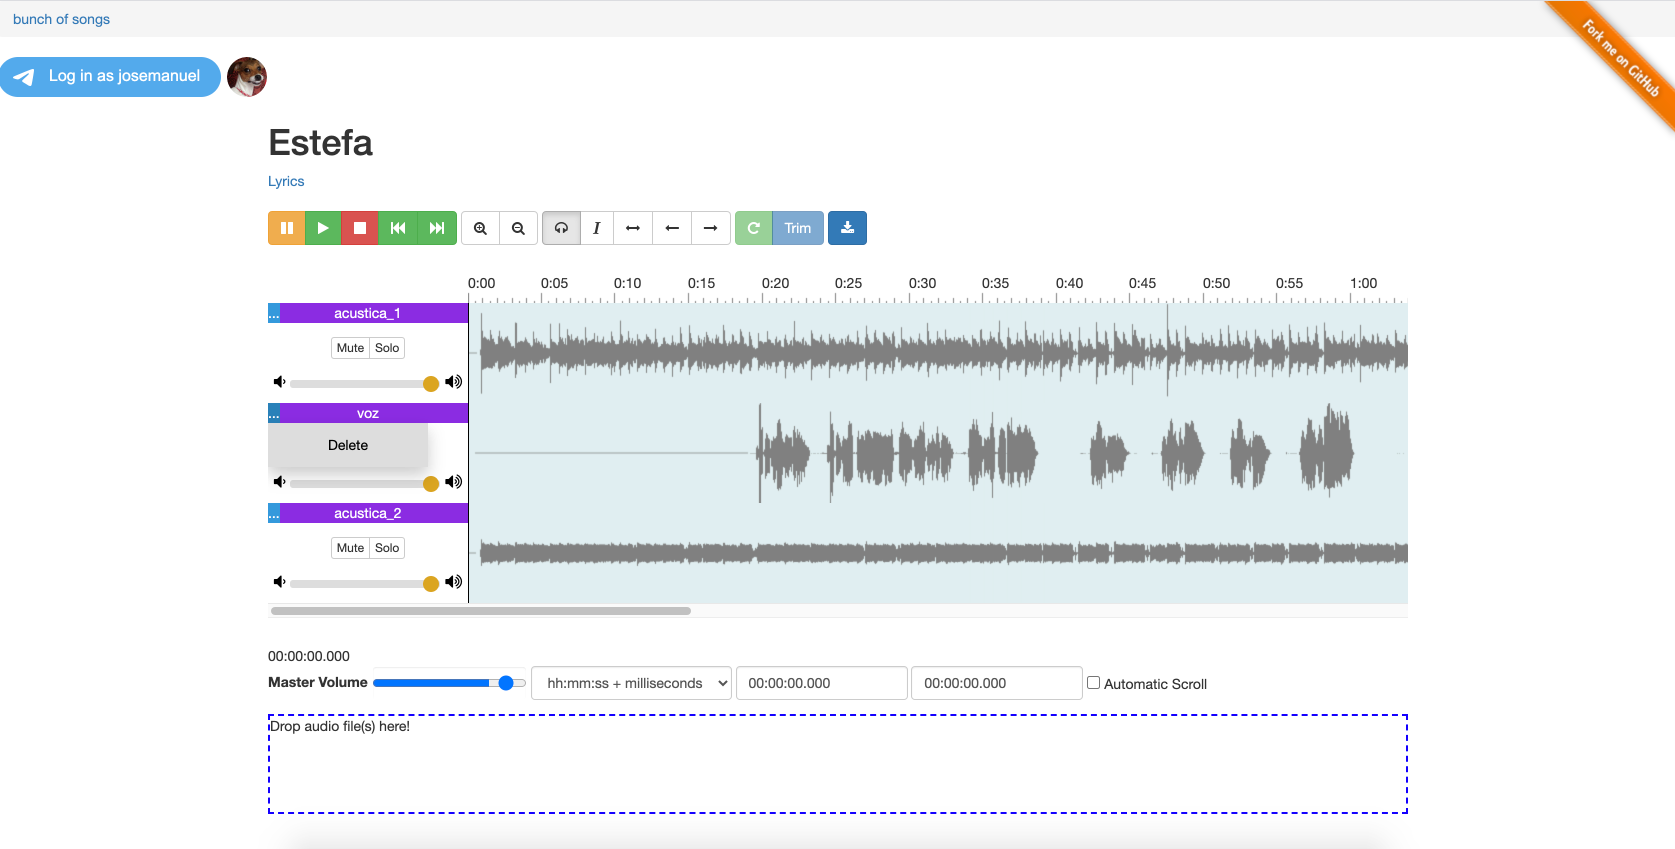 bunch of songs
Fork me on GitHub
Log in as josemanuel
Estefa
Lyrics
I
Trim
0:00 0:05 0:10 0:15 0:20 0:25 0:30 0:35 0:40 0:45 0:50 0:55 1:00
... acustica_1
Mute Solo
... voz
Delete
... acustica_2
Mute Solo
00:00:00.000
Master Volume hh:mm:ss + milliseconds 00:00:00.000 00:00:00.000 Automatic Scroll
Drop audio file(s) here!